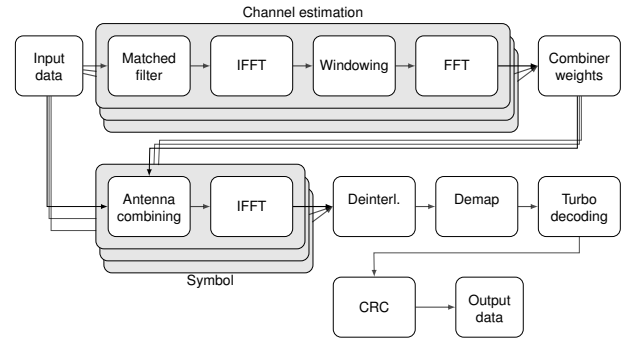 Channel estimation
Input
data
Matched
filter
IFFT
Windowing
FFT
Combiner
weights
Antenna
combining
IFFT
Deinterl.
Demap
Turbo
decoding
Symbol
CRC
Output
data